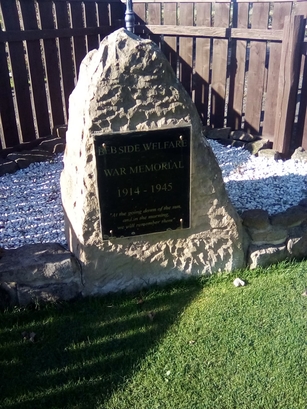 BEBSIDE WELFARE
WAR MEMORIAL
1914 - 1945
"At the going down of the sun,
and in the morning,
we will remember them"